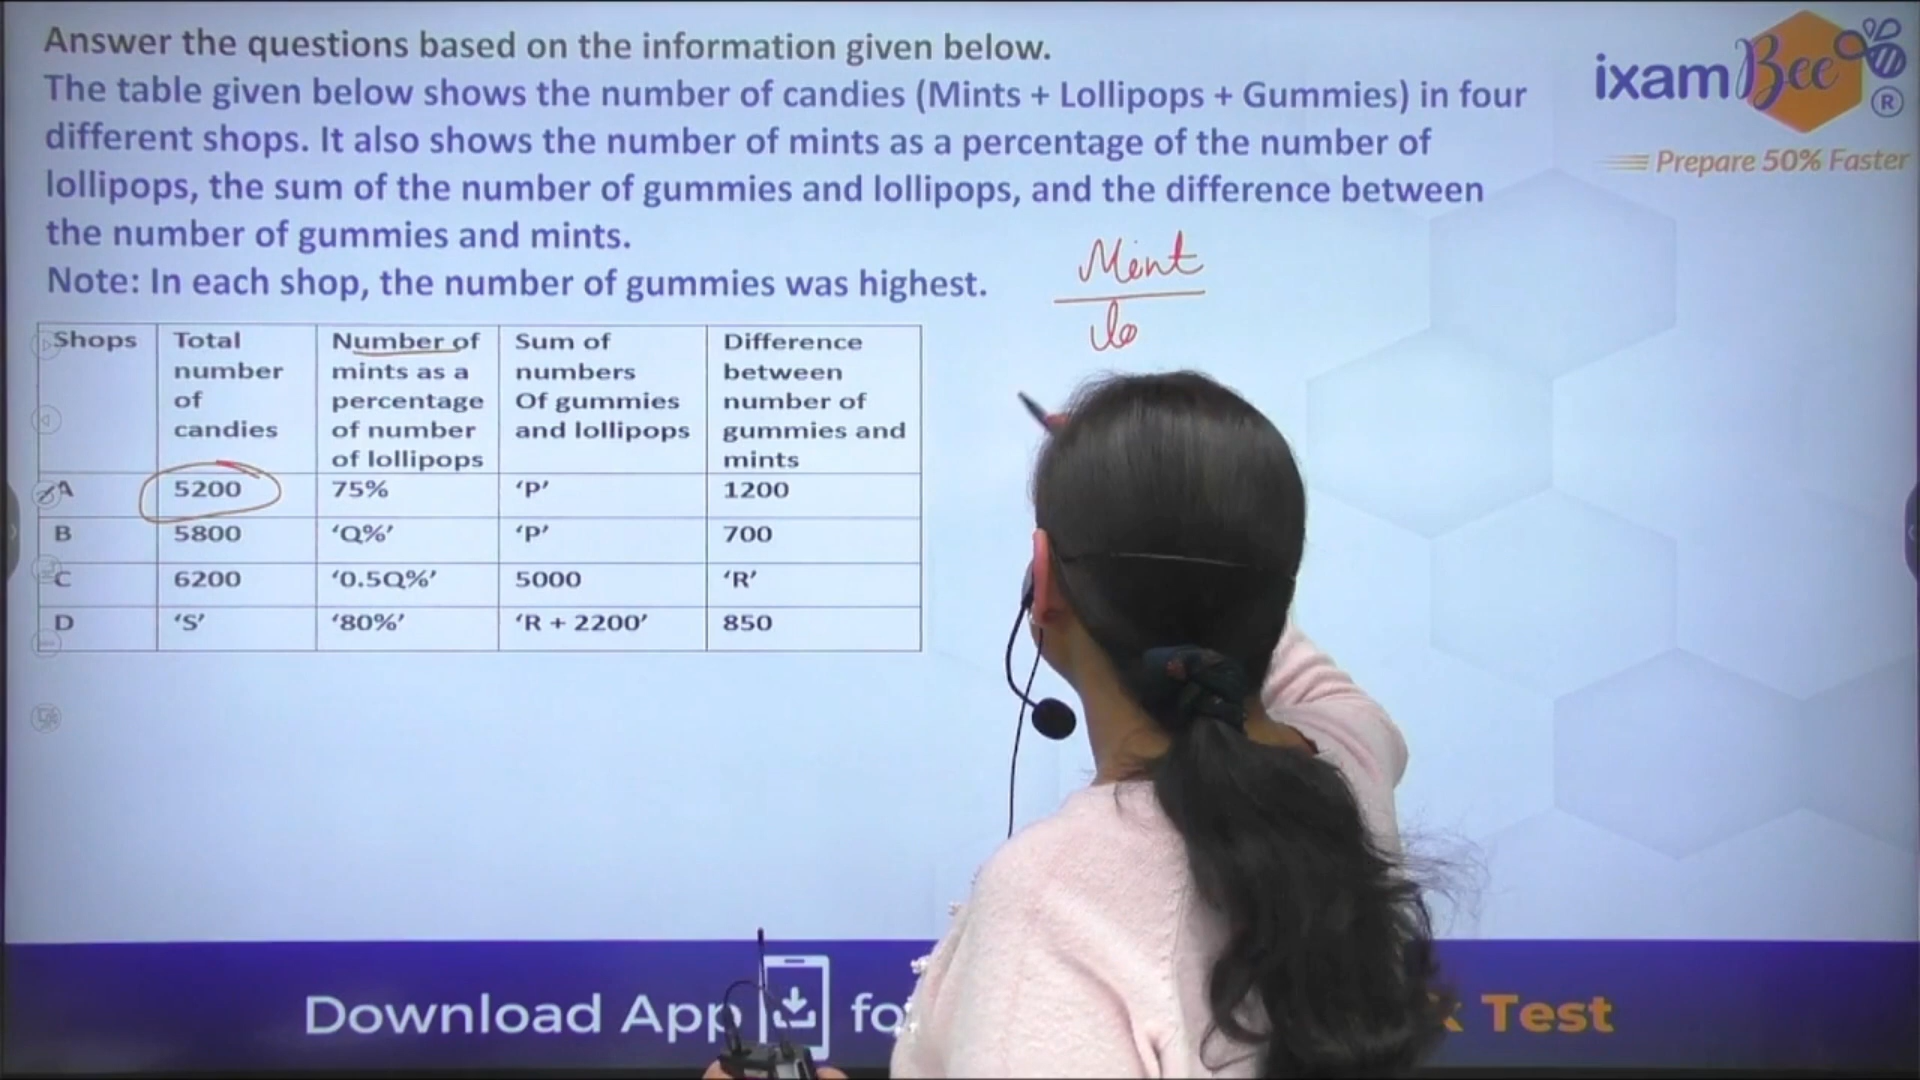 Answer the questions based on the information given below.
The table given below shows the number of candies (Mints + Lollipops + Gummies) in four
different shops. It also shows the number of mints as a percentage of the number of
lollipops, the sum of the number of gummies and lollipops, and the difference between
the number of gummies and mints.
Note: In each shop, the number of gummies was highest.
ixamBee ®
Prepare 50% Faster
Mint
Lo
Shops | Total number of candies | Number of mints as a percentage of number of lollipops | Sum of numbers Of gummies and lollipops | Difference between number of gummies and mints
A | 5200 | 75% | ‘P’ | 1200
B | 5800 | ‘Q%’ | ‘P’ | 700
C | 6200 | ‘0.5Q%’ | 5000 | ‘R’
D | ‘S’ | ‘80%’ | ‘R + 2200’ | 850
Download App Test